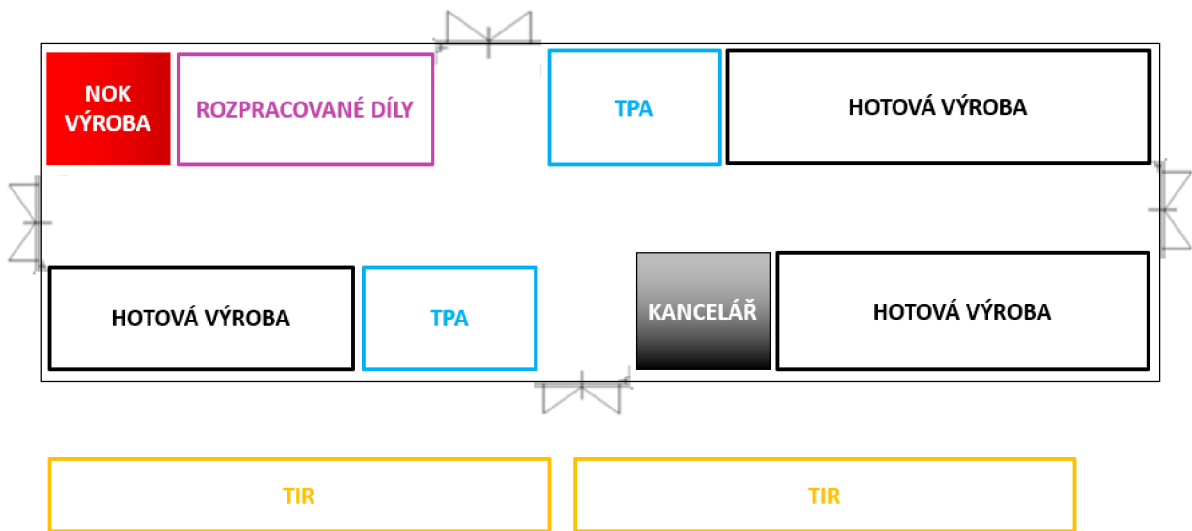 NOK
VÝROBA
ROZPRACOVANÉ DÍLY
TPA
HOTOVÁ VÝROBA
HOTOVÁ VÝROBA
TPA
KANCELÁŘ
HOTOVÁ VÝROBA
TIR
TIR